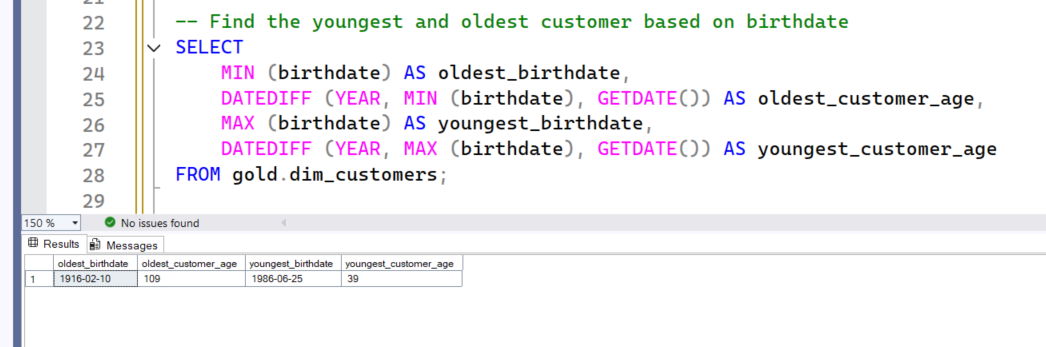 22 -- Find the youngest and oldest customer based on birthdate
23 SELECT
24 MIN (birthdate) AS oldest_birthdate,
25 DATEDIFF (YEAR, MIN (birthdate), GETDATE()) AS oldest_customer_age,
26 MAX (birthdate) AS youngest_birthdate,
27 DATEDIFF (YEAR, MAX (birthdate), GETDATE()) AS youngest_customer_age
28 FROM gold.dim_customers;
29
150 % No issues found
Results Messages
oldest_birthdate oldest_customer_age youngest_birthdate youngest_customer_age
1 1916-02-10 109 1986-06-25 39